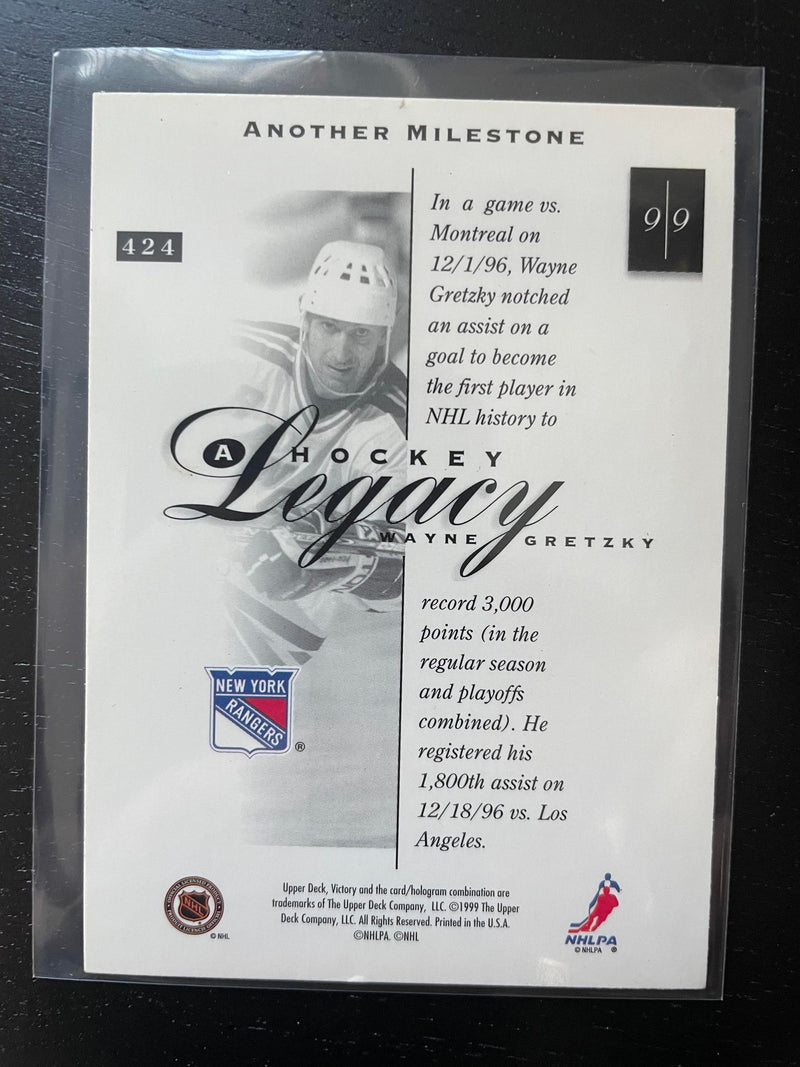 ANOTHER MILESTONE
424
9|9
In a game vs.
Montreal on
12/1/96, Wayne
Gretzky notched
an assist on a
goal to become
the first player in
NHL history to
A HOCKEY
Legacy
WAYNE GRETZKY
record 3,000
points (in the
regular season
and playoffs
combined). He
registered his
1,800th assist on
12/18/96 vs. Los
Angeles.
NEW YORK
RANGERS
®
NHL
© NHL
Upper Deck, Victory and the card/hologram combination are
trademarks of The Upper Deck Company, LLC. ©1999 The Upper
Deck Company, LLC. All Rights Reserved. Printed in the U.S.A.
©NHLPA. ©NHL
NHLPA
© NHLPA ®